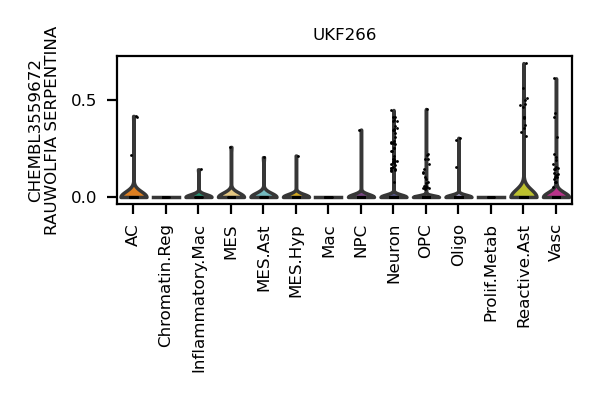 UKF266
CHEMBL3559672
RAUWOLFIA SERPENTINA
0.5
0.0
AC
Chromatin.Reg
Inflammatory.Mac
MES
MES.Ast
MES.Hyp
Mac
NPC
Neuron
OPC
Oligo
Prolif.Metab
Reactive.Ast
Vasc